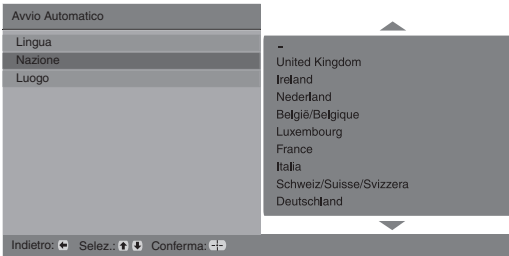 Avvio Automatico
Lingua
Nazione
Luogo
-
United Kingdom
Ireland
Nederland
België/Belgique
Luxembourg
France
Italia
Schweiz/Suisse/Svizzera
Deutschland
Indietro: Selez.: Conferma: